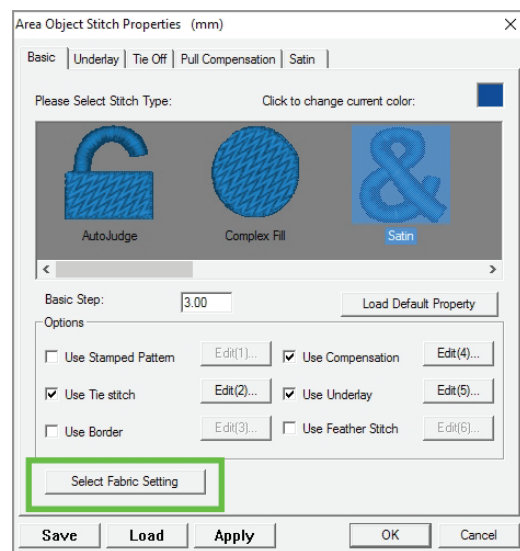 Area Object Stitch Properties (mm)
Basic Underlay Tie Off Pull Compensation Satin
Please Select Stitch Type: Click to change current color:
AutoJudge Complex Fill Satin
Basic Step: 3.00 Load Default Property
Options
Use Stamped Pattern Edit(1)... Use Compensation Edit(4)...
Use Tie stitch Edit(2)... Use Underlay Edit(5)...
Use Border Edit(3)... Use Feather Stitch Edit(6)...
Select Fabric Setting
Save Load Apply OK Cancel